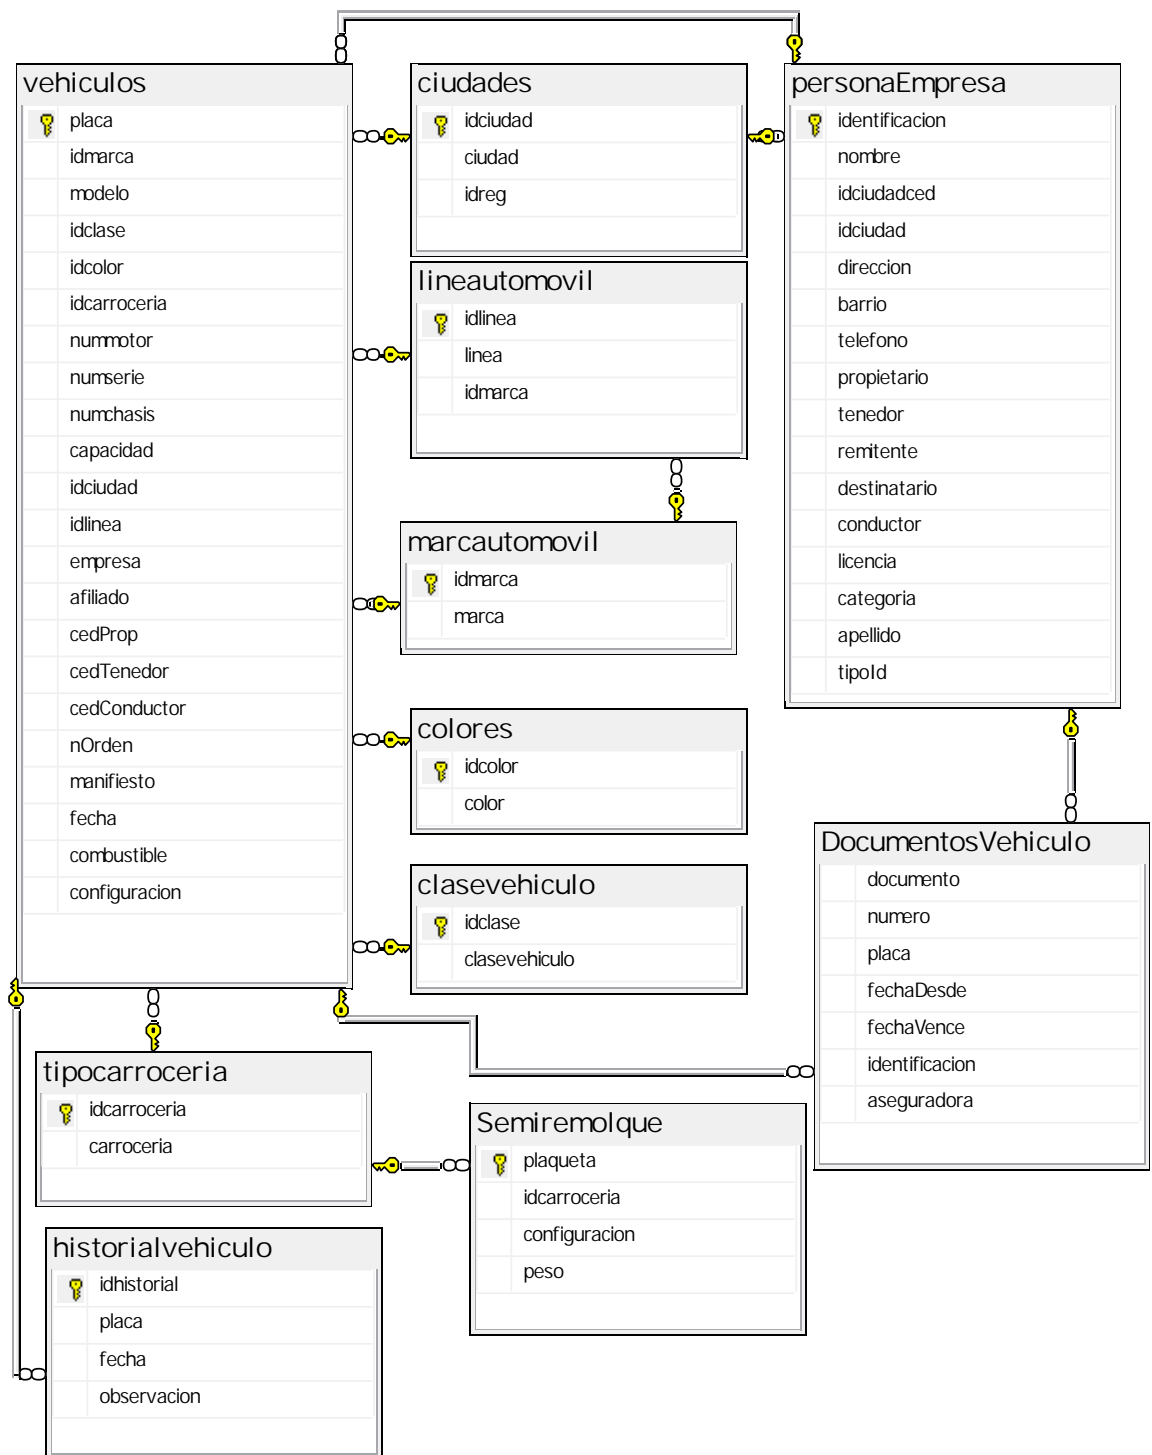 vehiculos
placa
idmarca
modelo
idclase
idcolor
idcarroceria
nummotor
numserie
numchasis
capacidad
idciudad
idlinea
empresa
afiliado
cedProp
cedTenedor
cedConductor
nOrden
manifiesto
fecha
combustible
configuracion
ciudades
idciudad
ciudad
idreg
lineautomovil
idlinea
linea
idmarca
marcautomovil
idmarca
marca
colores
idcolor
color
clasevehiculo
idclase
clasevehiculo
personaEmpresa
identificacion
nombre
idciudadced
idciudad
direccion
barrio
telefono
propietario
tenedor
remitente
destinatario
conductor
licencia
categoria
apellido
tipoId
DocumentosVehiculo
documento
numero
placa
fechaDesde
fechaVence
identificacion
aseguradora
tipocarroceria
idcarroceria
carroceria
Semiremolque
plaqueta
idcarroceria
configuracion
peso
historialvehiculo
idhistorial
placa
fecha
observacion